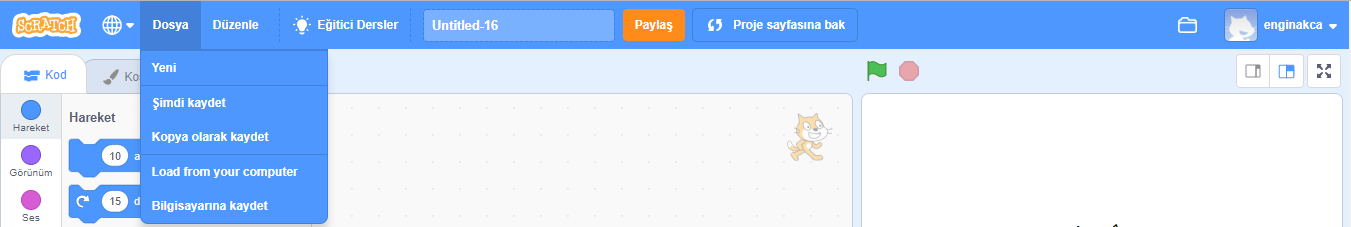 SCRATCH Dosya Düzenle Eğitici Dersler Untitled-16 Paylaş Proje sayfasına bak enginakca
Yeni
Kod
Şimdi kaydet
Hareket
Kopya olarak kaydet
Hareket
10
Load from your computer
Görünüm
15
Bilgisayarına kaydet
Ses